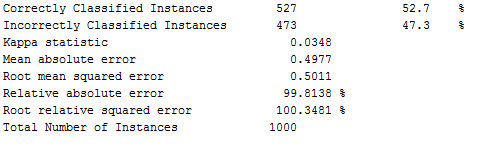 Correctly Classified Instances 527 52.7 %
Incorrectly Classified Instances 473 47.3 %
Kappa statistic 0.0348
Mean absolute error 0.4977
Root mean squared error 0.5011
Relative absolute error 99.8138 %
Root relative squared error 100.3481 %
Total Number of Instances 1000